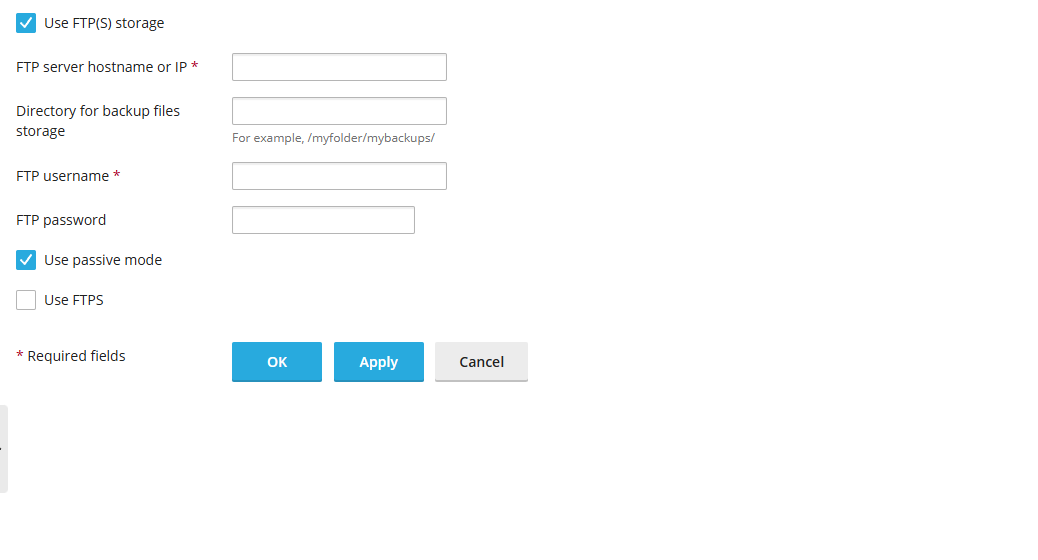 Use FTP(S) storage
FTP server hostname or IP *
Directory for backup files
storage
For example, /myfolder/mybackups/
FTP username *
FTP password
Use passive mode
Use FTPS
* Required fields
OK
Apply
Cancel